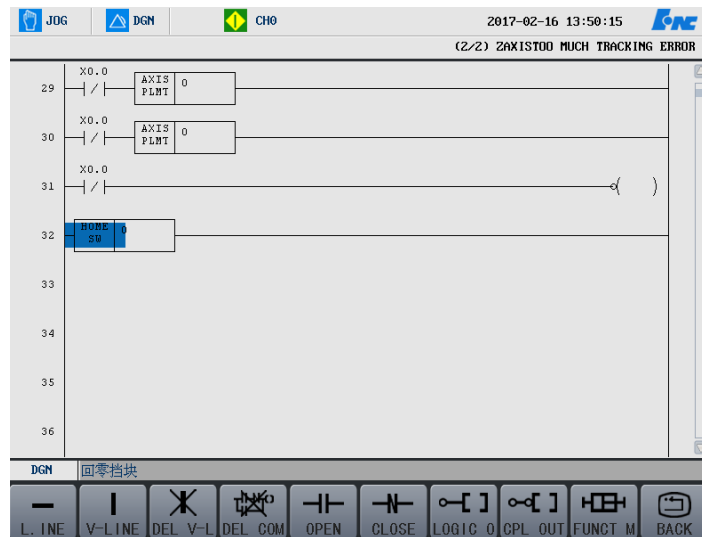 JOG DGN CH0 2017-02-16 13:50:15 HNC
(2/2) ZAXISTOO MUCH TRACKING ERROR
X0.0
29 AXIS 0
PLMT
X0.0
30 AXIS 0
PLMT
X0.0
31
32 HOME 0
SW
33
34
35
36
DGN 回零挡块
L. INE V-LINE DEL V-L DEL COM OPEN CLOSE LOGIC O CPL OUT FUNCT M BACK